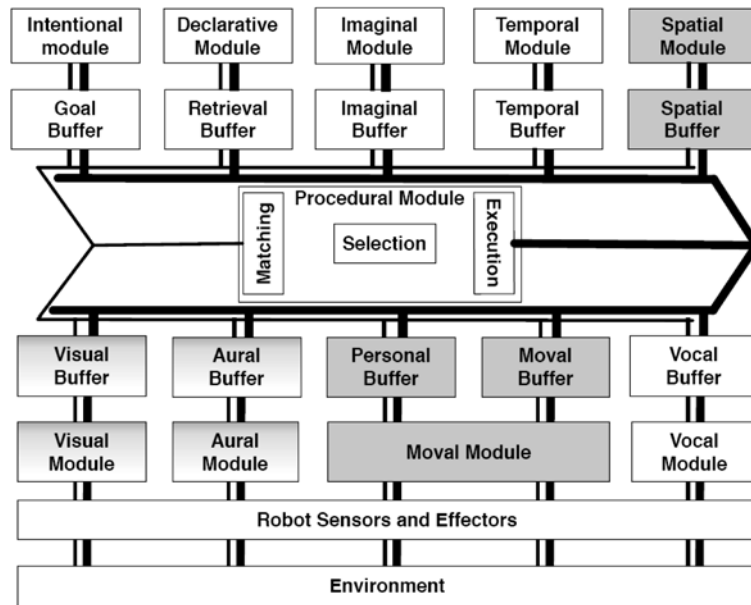 Intentional module
Declarative Module
Imaginal Module
Temporal Module
Spatial Module
Goal Buffer
Retrieval Buffer
Imaginal Buffer
Temporal Buffer
Spatial Buffer
Procedural Module
Matching
Selection
Execution
Visual Buffer
Aural Buffer
Personal Buffer
Moval Buffer
Vocal Buffer
Visual Module
Aural Module
Moval Module
Vocal Module
Robot Sensors and Effectors
Environment